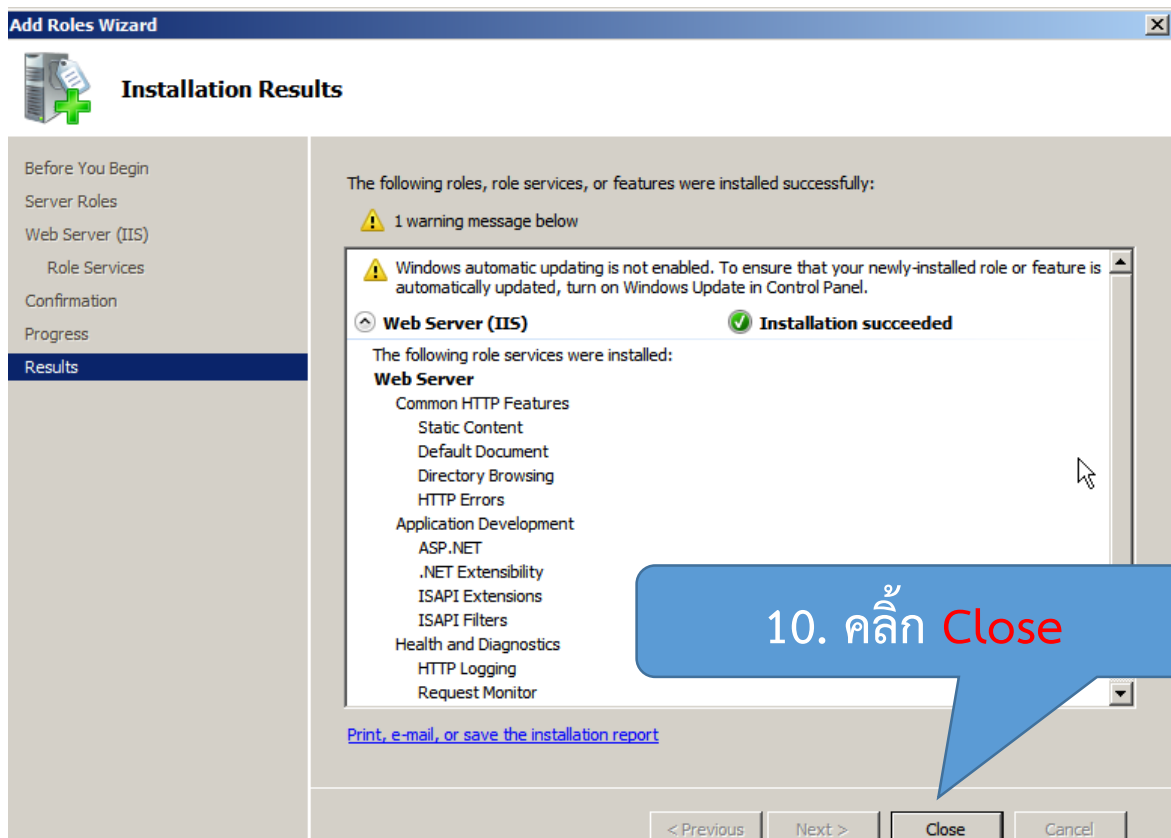 Add Roles Wizard
Installation Results
Before You Begin
Server Roles
Web Server (IIS)
Role Services
Confirmation
Progress
Results
The following roles, role services, or features were installed successfully:
1 warning message below
Windows automatic updating is not enabled. To ensure that your newly-installed role or feature is
automatically updated, turn on Windows Update in Control Panel.
Web Server (IIS) Installation succeeded
The following role services were installed:
Web Server
Common HTTP Features
Static Content
Default Document
Directory Browsing
HTTP Errors
Application Development
ASP.NET
.NET Extensibility
ISAPI Extensions
ISAPI Filters
Health and Diagnostics
HTTP Logging
Request Monitor
10. คลิ้ก Close
Print, e-mail, or save the installation report
< Previous Next > Close Cancel